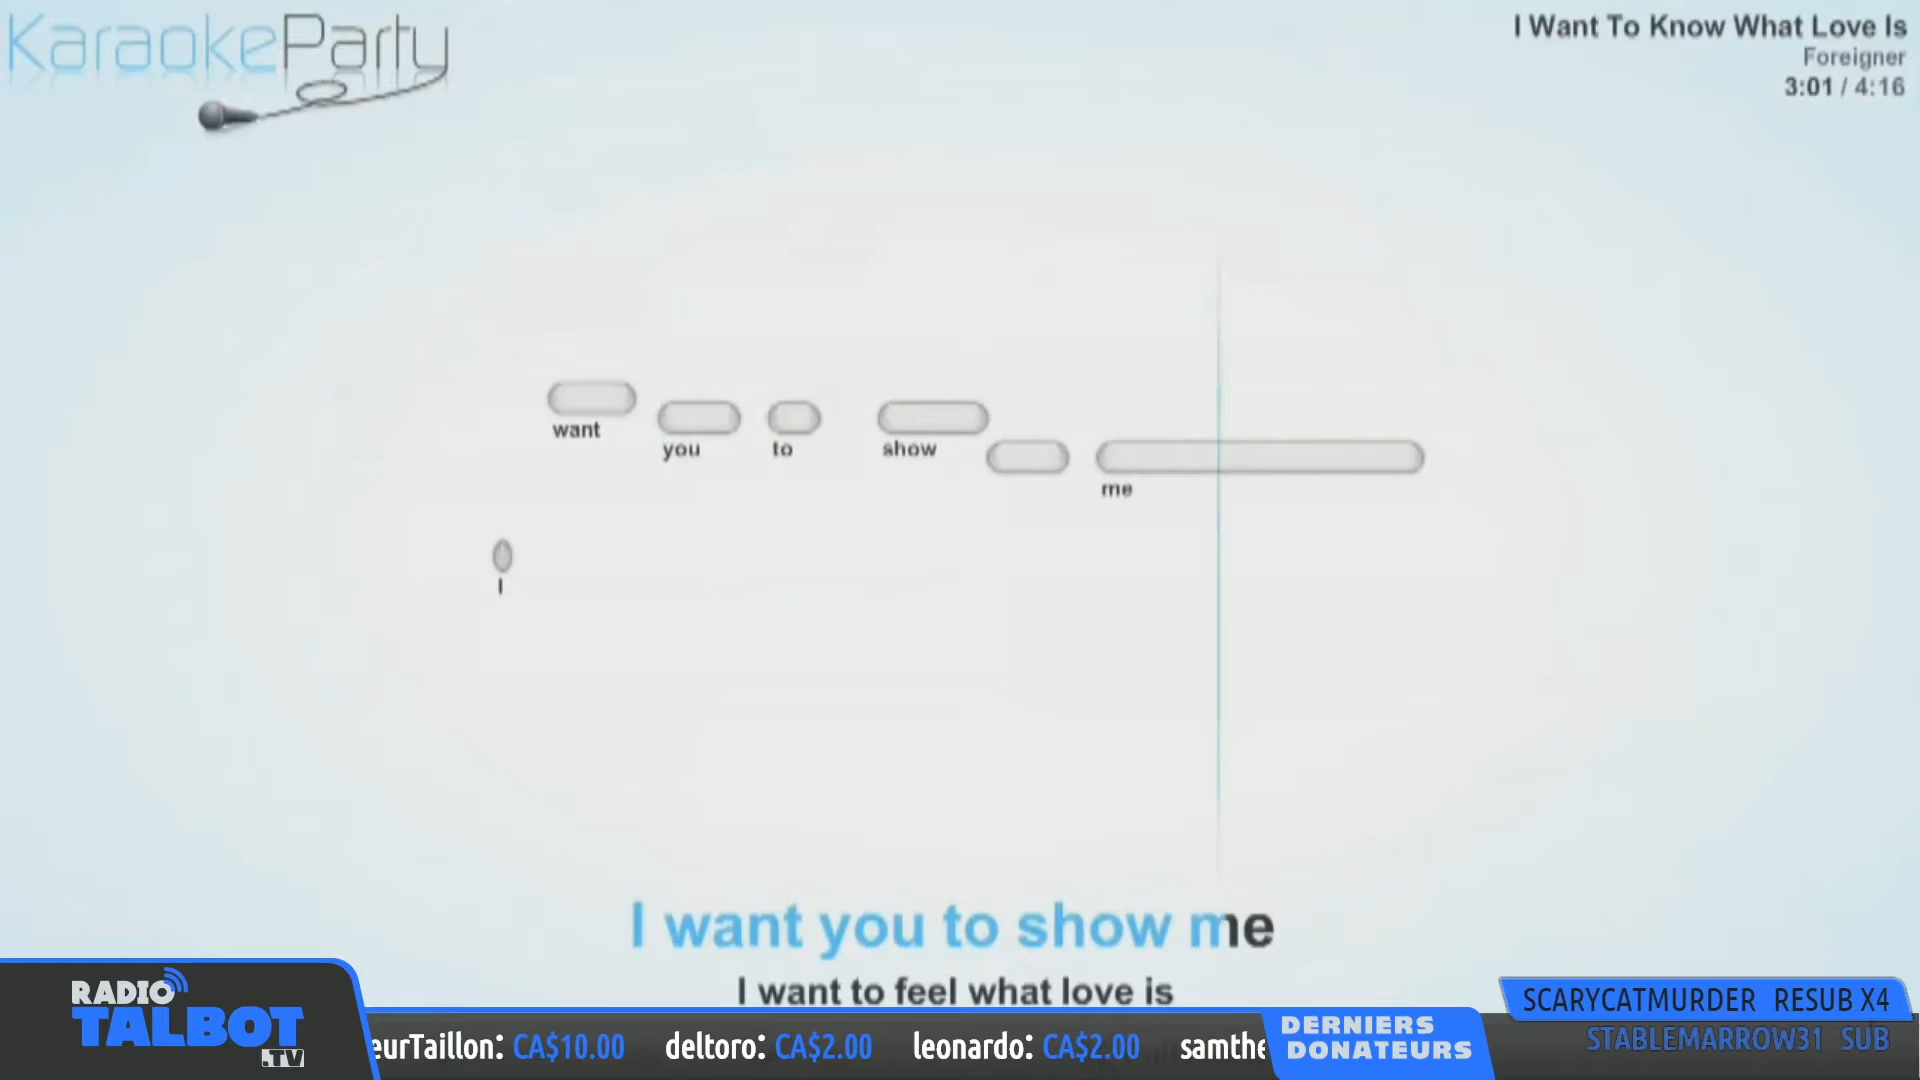 KaraokeParty
I Want To Know What Love Is
Foreigner
3:01 / 4:16
want
you
to
show
me
I
I want you to show me
I want to feel what love is
RADIO
TALBOT
.TV
eurTaillon: CA$10.00 deltoro: CA$2.00 leonardo: CA$2.00 samthe
DERNIERS
DONATEURS
SCARYCATMURDER RESUB X4
STABLEMARROW31 SUB